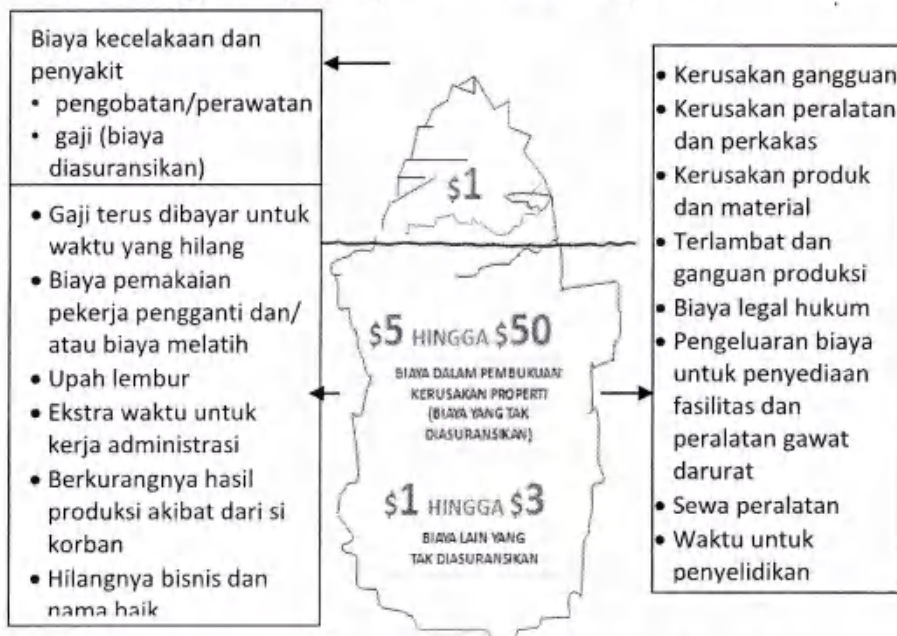 Biaya kecelakaan dan
penyakit
• pengobatan/perawatan
• gaji (biaya
diasuransikan)
• Gaji terus dibayar untuk
waktu yang hilang
• Biaya pemakaian
pekerja pengganti dan/
atau biaya melatih
• Upah lembur
• Ekstra waktu untuk
kerja administrasi
• Berkurangnya hasil
produksi akibat dari si
korban
• Hilangnya bisnis dan
nama baik
$1
$5 HINGGA $50
BIAYA DALAM PEMBUKUAN
KERUSAKAN PROPERTI
(BIAYA YANG TAK
DIASURANSIKAN)
$1 HINGGA $3
BIAYA LAIN YANG
TAK DIASURANSIKAN
• Kerusakan gangguan
• Kerusakan peralatan
dan perkakas
• Kerusakan produk
dan material
• Terlambat dan
ganguan produksi
• Biaya legal hukum
• Pengeluaran biaya
untuk penyediaan
fasilitas dan
peralatan gawat
darurat
• Sewa peralatan
• Waktu untuk
penyelidikan